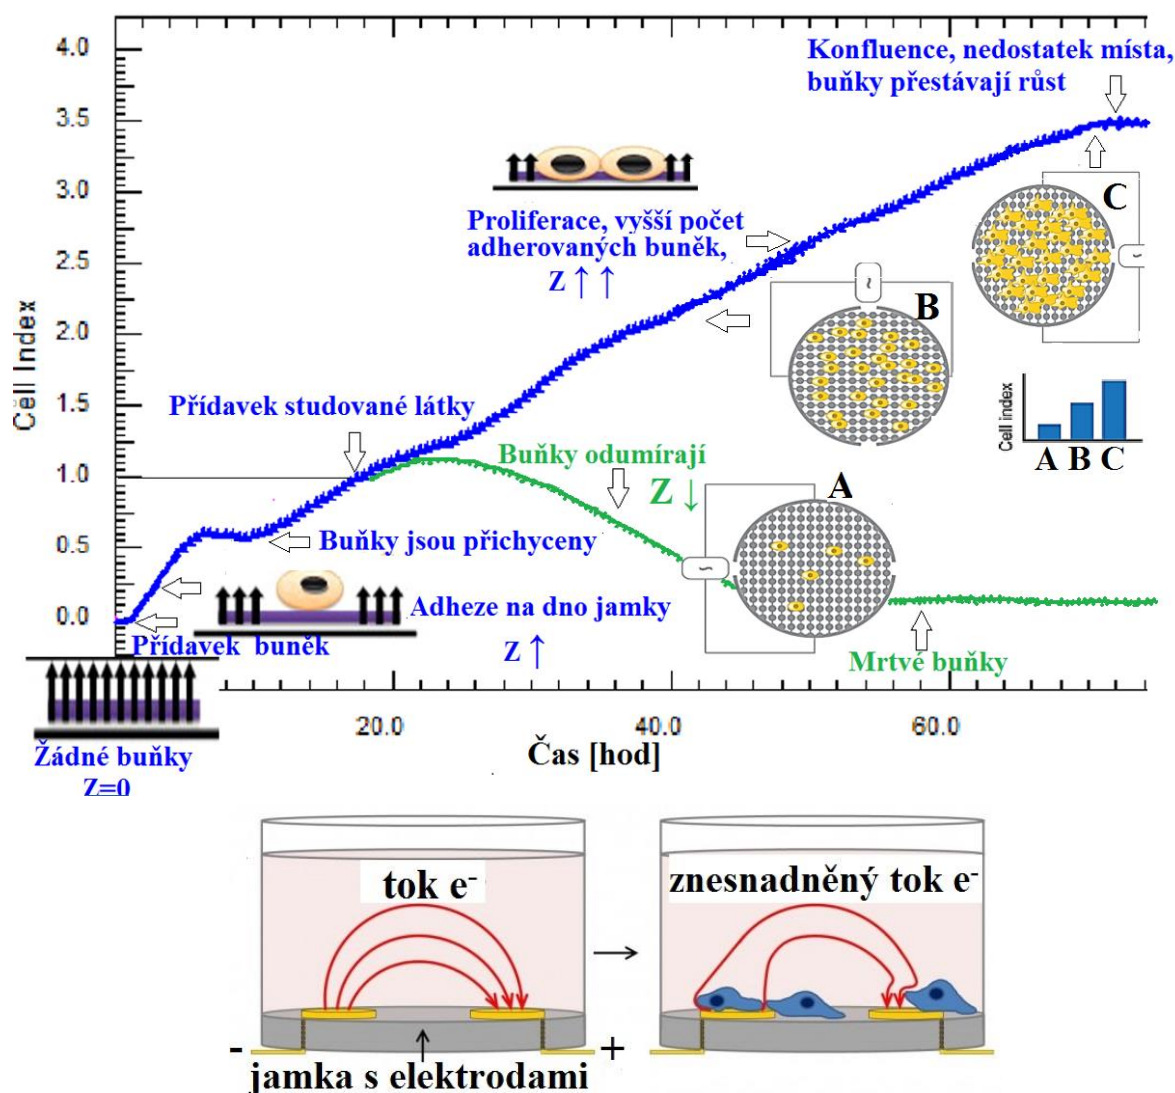 4.0
3.5
3.0
2.5
2.0
1.5
1.0
0.5
0.0
Cell Index
Konfluence, nedostatek místa,
buňky přestávají růst
C
Proliferace, vyšší počet
adherovaných buněk,
Z ↑ ↑
B
~
~
Přídavek studované látky
Cell index
A B C
Buňky odumírají
Z ↓
A
~
Buňky jsou přichyceny
Adheze na dno jamky
Z ↑
Přídavek buněk
Mrtvé buňky
Žádné buňky
Z=0
20.0
40.0
60.0
Čas [hod]
tok e-
znesnadněný tok e-
-
+
jamka s elektrodami